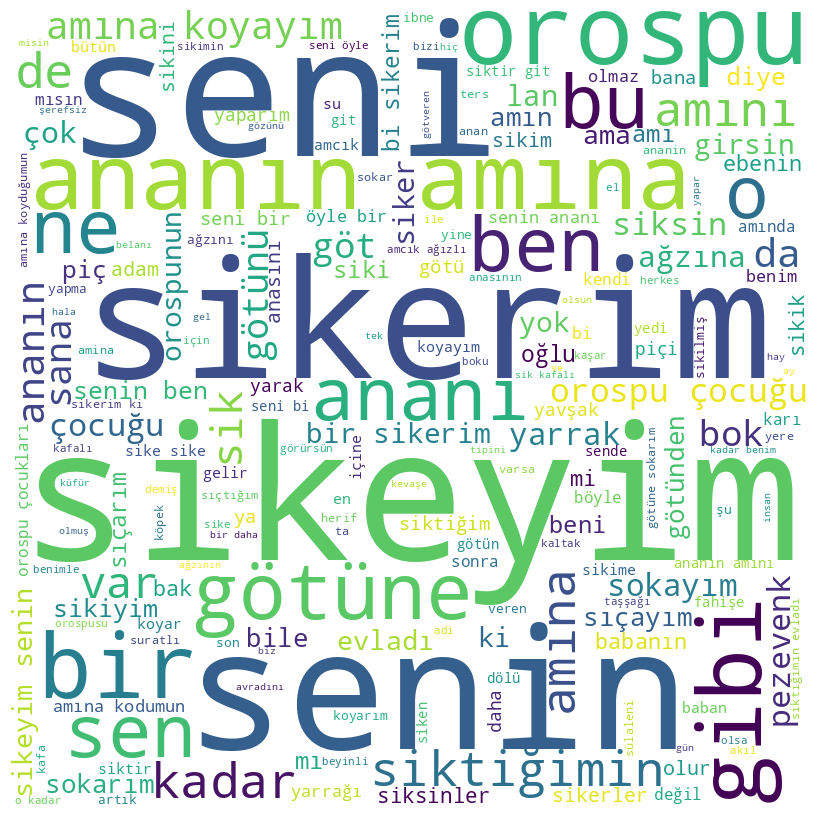 misin
bütün
amına koyayım
sikini
sikimin
seni öyle
ibne
bizi
hiç
orospu
de
seni
şerefsiz
mısın
çok
yaparım
gözünü
su
git
bi sikerim
götveren
siktir git
ters
anan
lan
bu
olmaz
bana
diye
amını
amın
ama
amı
girsin
amcık
sikim
ebenin
ananin
ananın
amına
sokar
siker
el
yapar
o
amına koyduğumun
ne
belanı
orospunun
seni bir
ağzını
öyle bir
ile
yine
senin ananı
amcık ağızlı
siksin
amında
ben
da
piç
adam
götünü
anasını
göt
siki
götü
anasının
kendi
ağzına
herkes
benim
yapma
hala
ananın
sana
gel
için
sikerim
olsun
tek
koyayım
boku
yok
bi
oğlu
yedi
piçi
sikilmiş
hay
sikik
amina
kaşar
ve
ay
senin ben
yarak
ananı
sik kafalı
orospu çocuğu
sikerim ki
seni bi
yavşak
karı
çocuğu
sik
bir sikerim
yarrak
bok
yere
kafalı
sike sike
içine
görürsün
tipini
sende
kadar benim
götünden
götüne sokarım
mi
gelir
varsa
böyle
şu
insan
sikeyim
orospu çocukları
küfür
sıçarım
demiş
köpek
sıçtığım
kevaşe
en
herif
ta
siktiğim
beni
olmuş
ya
sike
bir daha
götün
sonra
kaltak
var
bak
ağzının
götüne
ananın amını
benimle
sikiyim
sikime
sokayım
orospusu
koyar
suratlı
veren
taşşağı
fahişe
sikeyim senin
bir
senin
son
bile
evladı
adi
ki
amina
sıçayım
babanın
gibi
pezevenk
siktiğimin evladı
biz
amına kodumun
sen
avradını
dölü
daha
baban
kafa
siktir
mı
koyarım
siken
siktiğimin
sülaleni
gün
olsa
akıl
sokarım
kadar
beyinli
olur
o kadar
artık
yarrağı
siksinler
sikerler
değil